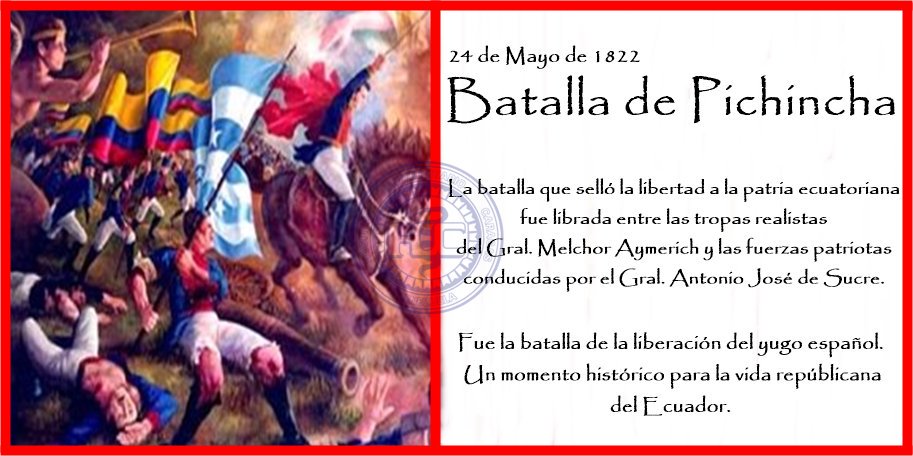 24 de Mayo de 1822
Batalla de Pichincha
La batalla que selló la libertad a la patria ecuatoriana
fue librada entre las tropas realistas
del Gral. Melchor Aymerich y las fuerzas patriotas
conducidas por el Gral. Antonio José de Sucre.
Fue la batalla de la liberación del yugo español.
Un momento histórico para la vida repúblicana
del Ecuador.